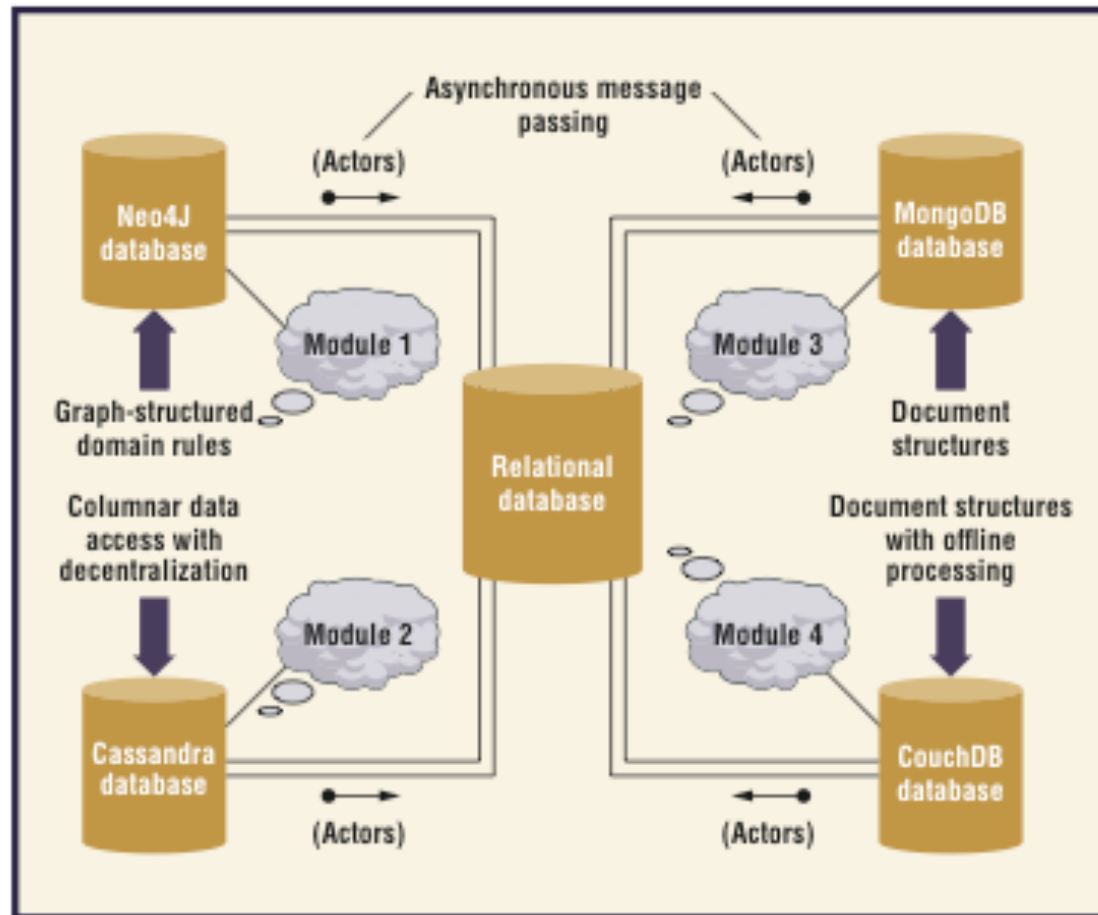 Asynchronous message
passing
(Actors)
(Actors)
Neo4J
database
MongoDB
database
Module 1
Module 3
Graph-structured
domain rules
Document
structures
Relational
database
Columnar data
access with
decentralization
Document structures
with offline
processing
Module 2
Module 4
Cassandra
database
CouchDB
database
(Actors)
(Actors)